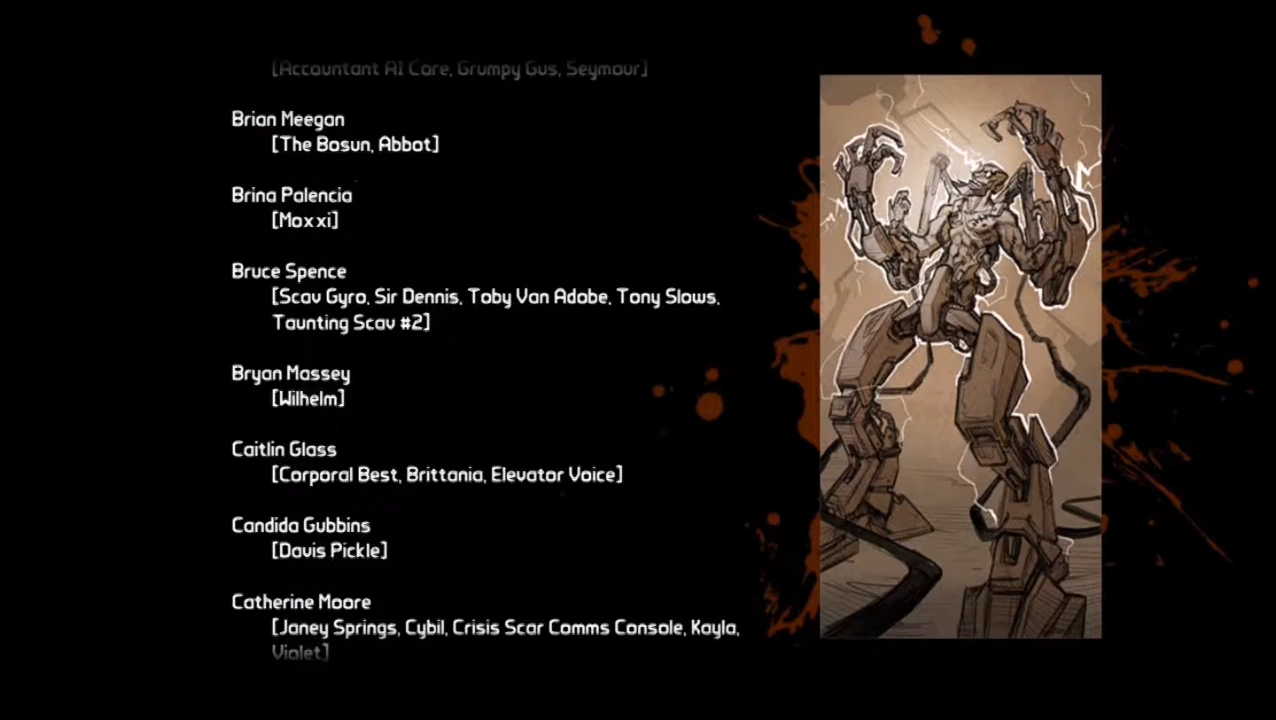 [Accountant AI Core, Grumpy Gus, Seymour]
Brian Meegan
[The Bosun, Abbot]
Brina Palencia
[Moxxi]
Bruce Spence
[Scav Gyro, Sir Dennis, Toby Van Adobe, Tony Slows,
Taunting Scav #2]
Bryan Massey
[Wilhelm]
Caitlin Glass
[Corporal Best, Brittania, Elevator Voice]
Candida Gubbins
[Davis Pickle]
Catherine Moore
[Janey Springs, Cybil, Crisis Scar Comms Console, Kayla,
Violet]